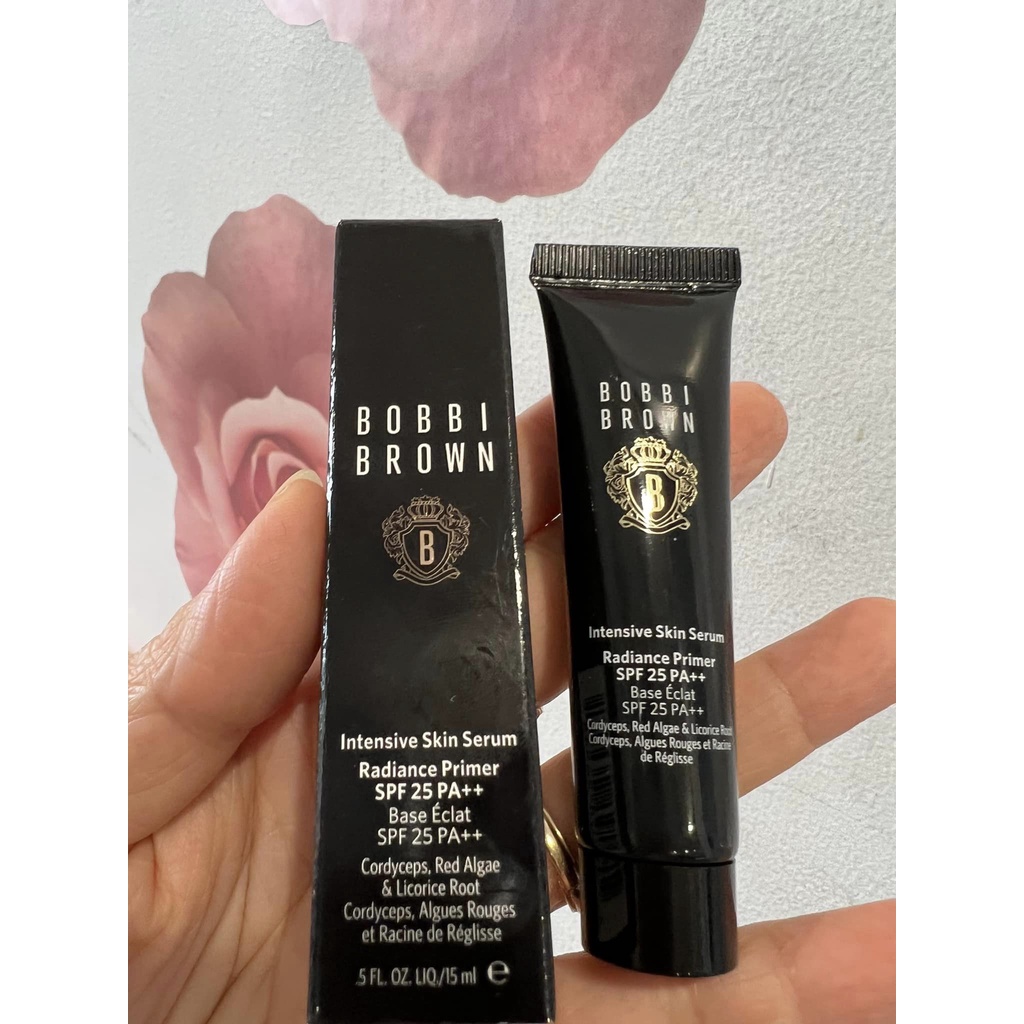 BOBBI
BROWN
B
Intensive Skin Serum
Radiance Primer
SPF 25 PA++
Base Éclat
SPF 25 PA++
Cordyceps, Red Algae
& Licorice Root
Cordyceps, Algues Rouges
et Racine de Réglisse
.5 FL. OZ. LIQ./15 ml ℮
BOBBI
BROWN
B
Intensive Skin Serum
Radiance Primer
SPF 25 PA++
Base Éclat
SPF 25 PA++
Cordyceps, Red Algae & Licorice Root
Cordyceps, Algues Rouges et Racine
de Réglisse